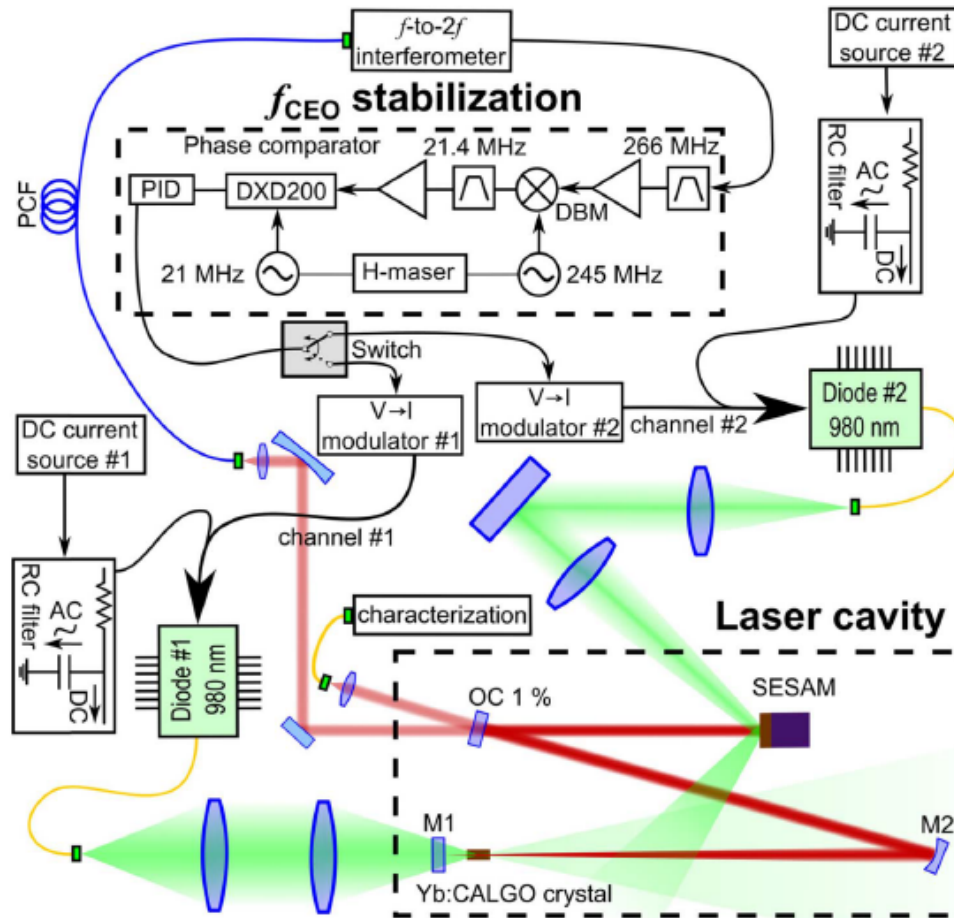 f-to-2f
interferometer
DC current
source #2
fCEO stabilization
Phase comparator
21.4 MHz
266 MHz
PID
DXD200
DBM
PCF
RC filter
AC
DC
21 MHz
H-maser
245 MHz
Switch
V→I
modulator #1
V→I
modulator #2
channel #2
Diode #2
980 nm
DC current
source #1
channel #1
RC filter
AC
DC
Diode #1
980 nm
characterization
Laser cavity
OC 1 %
SESAM
M1
M2
Yb:CALGO crystal